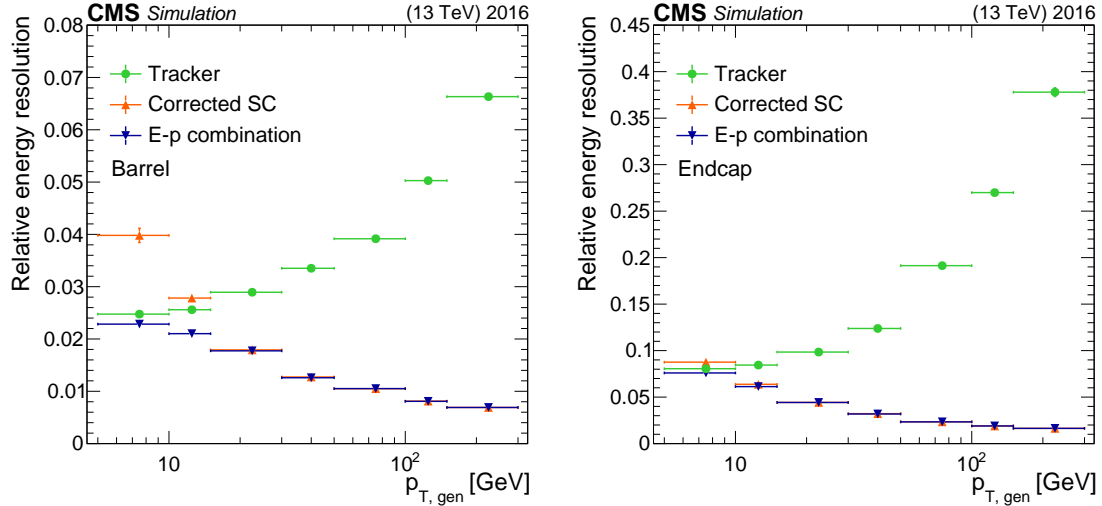 CMS Simulation (13 TeV) 2016
Relative energy resolution
0.08
0.07
0.06
0.05
0.04
0.03
0.02
0.01
0
Tracker
Corrected SC
E-p combination
Barrel
10
10²
p_T, gen [GeV]
CMS Simulation (13 TeV) 2016
Relative energy resolution
0.45
0.4
0.35
0.3
0.25
0.2
0.15
0.1
0.05
0
Tracker
Corrected SC
E-p combination
Endcap
10
10²
p_T, gen [GeV]